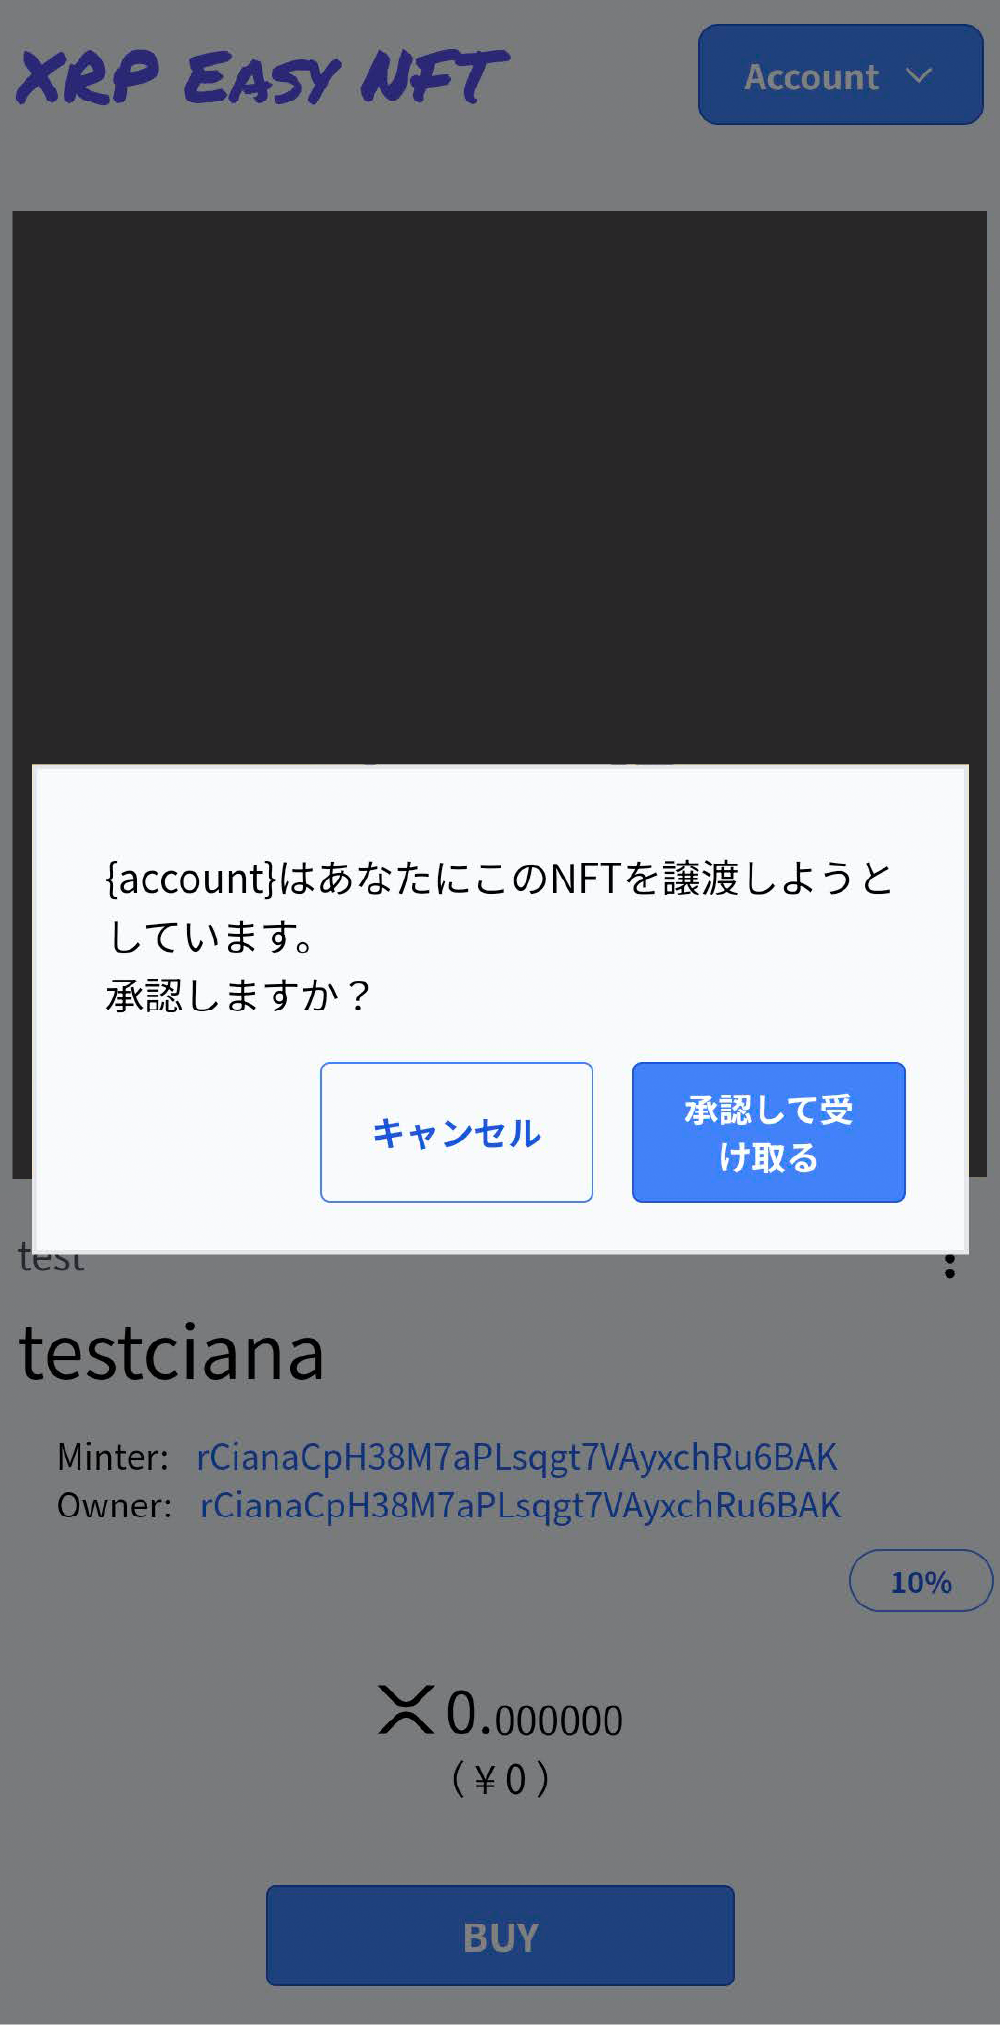 XRP EASY NFT
Account
{account}はあなたにこのNFTを譲渡しようと
しています。
承認しますか？
キャンセル
承認して受
け取る
test
testciana
Minter: rCianaCpH38M7aPLsqgt7VAyxchRu6BAK
Owner: rCianaCpH38M7aPLsqgt7VAyxchRu6BAK
10%
0.000000
（¥0）
BUY